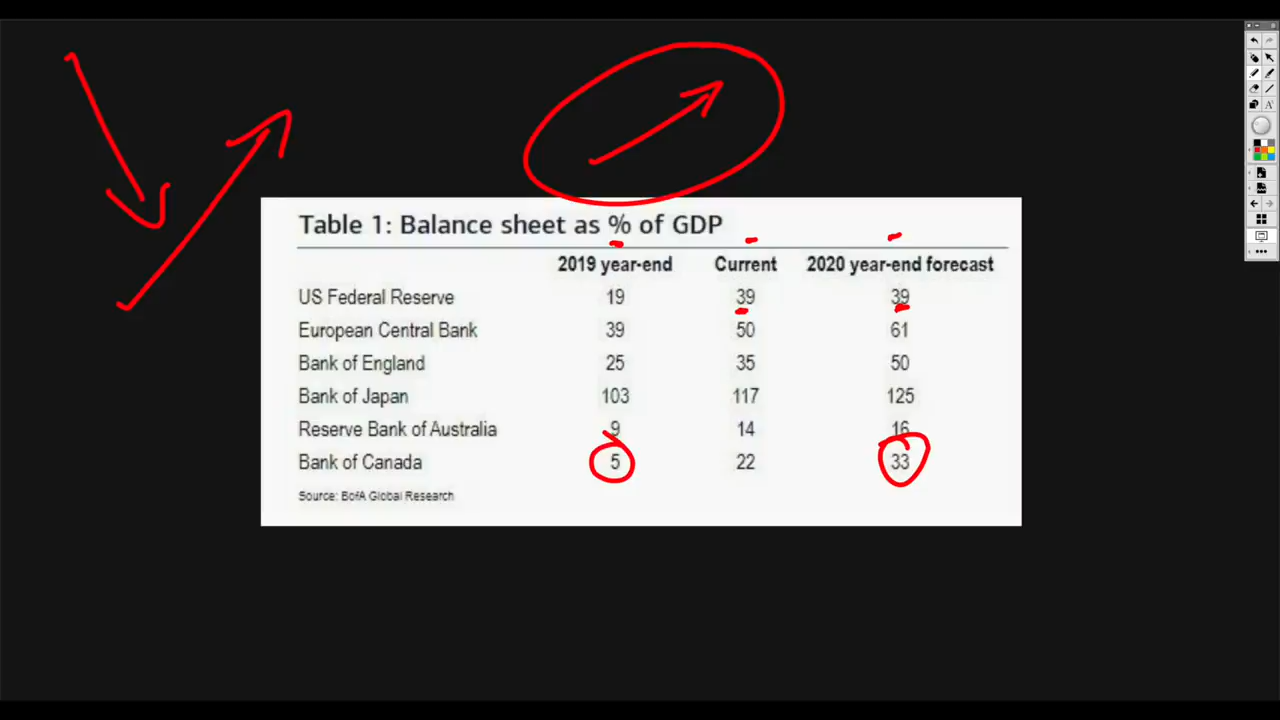 Table 1: Balance sheet as % of GDP
2019 year-end Current 2020 year-end forecast
US Federal Reserve 19 39 39
European Central Bank 39 50 61
Bank of England 25 35 50
Bank of Japan 103 117 125
Reserve Bank of Australia 9 14 16
Bank of Canada 5 22 33
Source: BofA Global Research